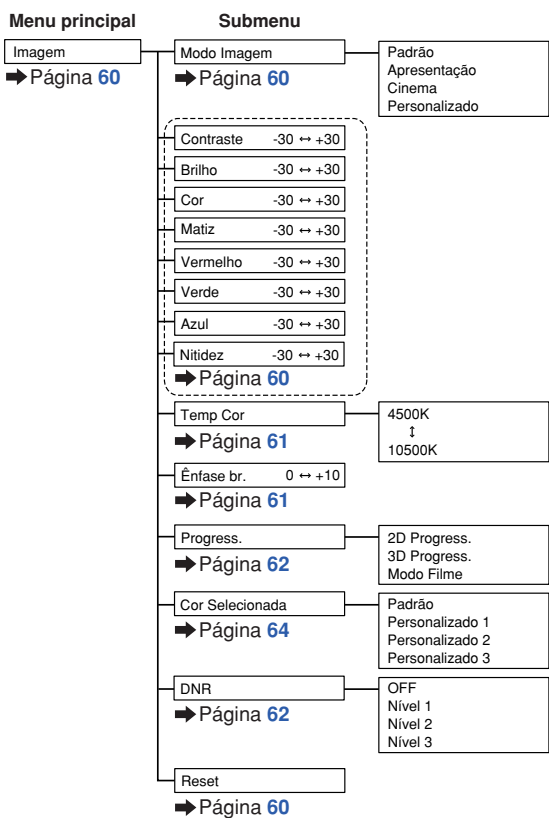 Menu principal
Submenu
Imagem
➡Página 60
Modo Imagem
➡Página 60
Padrão
Apresentação
Cinema
Personalizado
Contraste -30 ↔ +30
Brilho -30 ↔ +30
Cor -30 ↔ +30
Matiz -30 ↔ +30
Vermelho -30 ↔ +30
Verde -30 ↔ +30
Azul -30 ↔ +30
Nitidez -30 ↔ +30
➡Página 60
Temp Cor
➡Página 61
4500K
↕
10500K
Ênfase br. 0 ↔ +10
➡Página 61
Progress.
➡Página 62
2D Progress.
3D Progress.
Modo Filme
Cor Selecionada
➡Página 64
Padrão
Personalizado 1
Personalizado 2
Personalizado 3
DNR
➡Página 62
OFF
Nível 1
Nível 2
Nível 3
Reset
➡Página 60